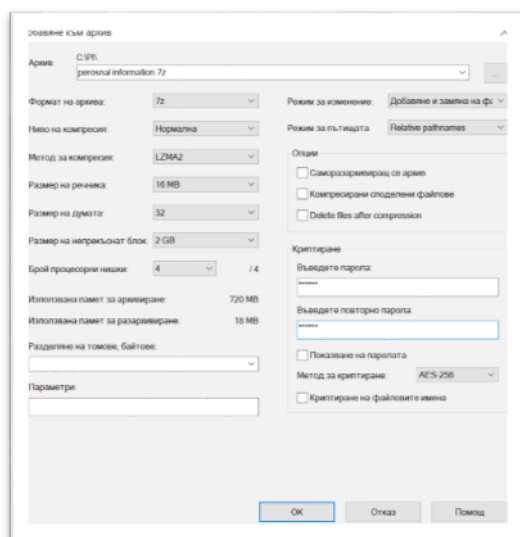 обавяне към архив
Архив: C:\PI\
perosnal information.7z
...
Формат на архива: 7z
Ниво на компресия: Нормална
Метод за компресия: LZMA2
Размер на речника: 16 MB
Размер на думата: 32
Размер на непрекъснат блок: 2 GB
Брой процесорни нишки: 4 / 4
Използвана памет за архивиране: 720 MB
Използвана памет за разархивиране: 18 MB
Разделяне на томове, байтове:
Параметри:
Режим за изменение: Добавяне и замяна на фа
Режим за пътищата Relative pathnames
Опции
Саморазархивиращ се архив
Компресирани споделени файлове
Delete files after compression
Криптиране
Въведете парола:
******
Въведете повторно парола:
******
Показване на паролата
Метод за криптиране: AES-256
Криптиране на файловите имена
OK Отказ Помощ